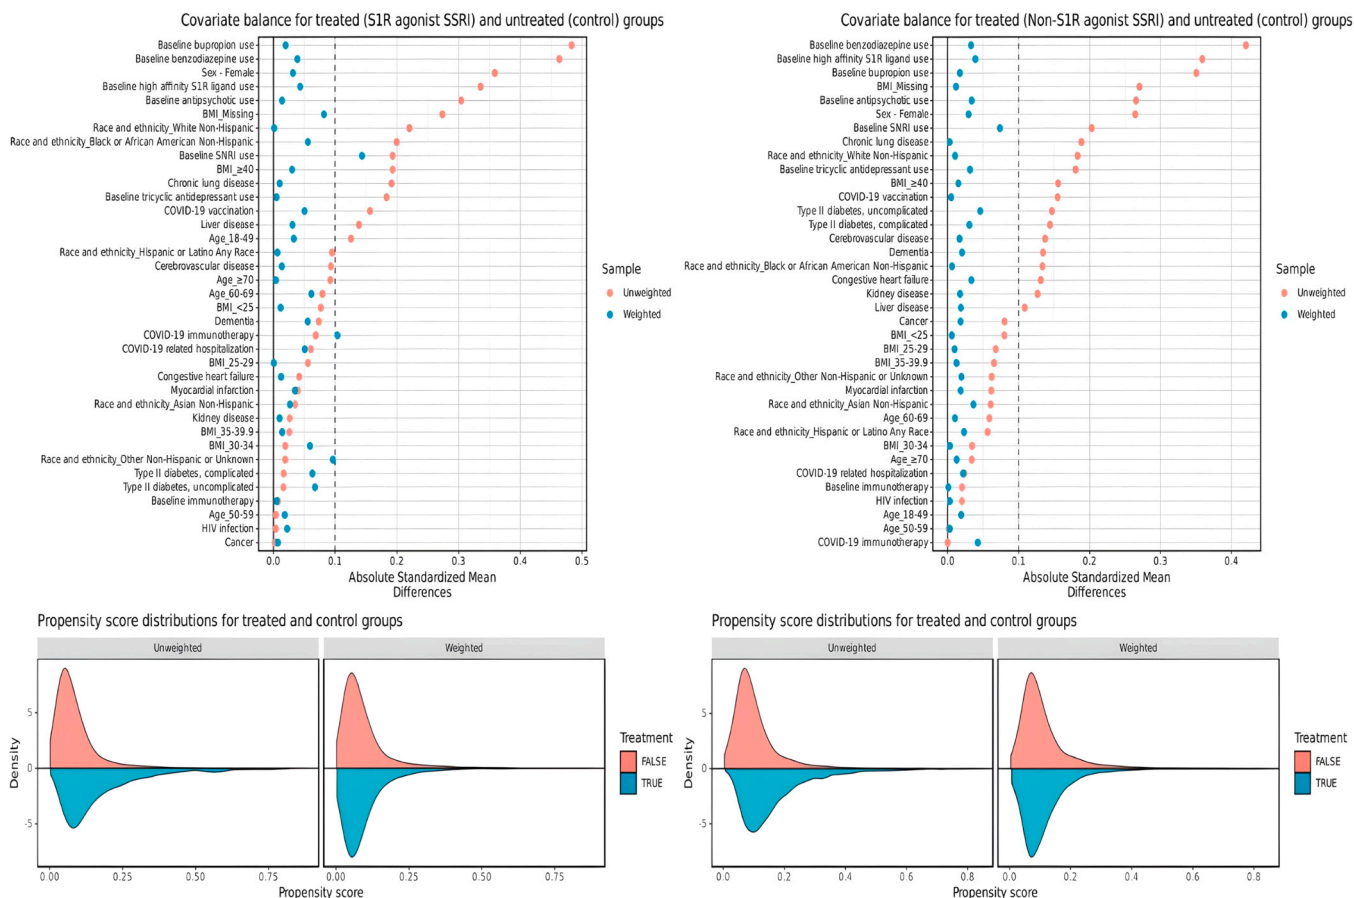 Covariate balance for treated (S1R agonist SSRI) and untreated (control) groups
Baseline bupropion use
Baseline benzodiazepine use
Sex - Female
Baseline high affinity S1R ligand use
Baseline antipsychotic use
BMI_Missing
Race and ethnicity_White Non-Hispanic
Race and ethnicity_Black or African American Non-Hispanic
Baseline SNRI use
BMI_≥40
Chronic lung disease
Baseline tricyclic antidepressant use
COVID-19 vaccination
Liver disease
Age_18-49
Race and ethnicity_Hispanic or Latino Any Race
Cerebrovascular disease
Age_≥70
Age_60-69
BMI_<25
Dementia
COVID-19 immunotherapy
COVID-19 related hospitalization
BMI_25-29
Congestive heart failure
Myocardial infarction
Race and ethnicity_Asian Non-Hispanic
Kidney disease
BMI_35-39.9
BMI_30-34
Race and ethnicity_Other Non-Hispanic or Unknown
Type II diabetes, complicated
Type II diabetes, uncomplicated
Baseline immunotherapy
Age_50-59
HIV infection
Cancer
0.0 0.1 0.2 0.3 0.4 0.5
Absolute Standardized Mean
Differences
Sample
Unweighted
Weighted
Covariate balance for treated (Non-S1R agonist SSRI) and untreated (control) groups
Baseline benzodiazepine use
Baseline high affinity S1R ligand use
Baseline bupropion use
BMI_Missing
Baseline antipsychotic use
Sex - Female
Baseline SNRI use
Chronic lung disease
Race and ethnicity_White Non-Hispanic
Baseline tricyclic antidepressant use
BMI_≥40
COVID-19 vaccination
Type II diabetes, uncomplicated
Type II diabetes, complicated
Cerebrovascular disease
Dementia
Race and ethnicity_Black or African American Non-Hispanic
Congestive heart failure
Kidney disease
Liver disease
Cancer
BMI_<25
BMI_25-29
BMI_35-39.9
Race and ethnicity_Other Non-Hispanic or Unknown
Myocardial infarction
Race and ethnicity_Asian Non-Hispanic
Age_60-69
Race and ethnicity_Hispanic or Latino Any Race
BMI_30-34
Age_≥70
COVID-19 related hospitalization
Baseline immunotherapy
HIV infection
Age_18-49
Age_50-59
COVID-19 immunotherapy
0.0 0.1 0.2 0.3 0.4
Absolute Standardized Mean
Differences
Sample
Unweighted
Weighted
Propensity score distributions for treated and control groups
Unweighted Weighted
5
0
-5
Density
0.00 0.25 0.50 0.75 0.00 0.25 0.50 0.75
Propensity score
Treatment
FALSE
TRUE
Propensity score distributions for treated and control groups
Unweighted Weighted
5
0
-5
Density
0.0 0.2 0.4 0.6 0.8 0.0 0.2 0.4 0.6 0.8
Propensity score
Treatment
FALSE
TRUE